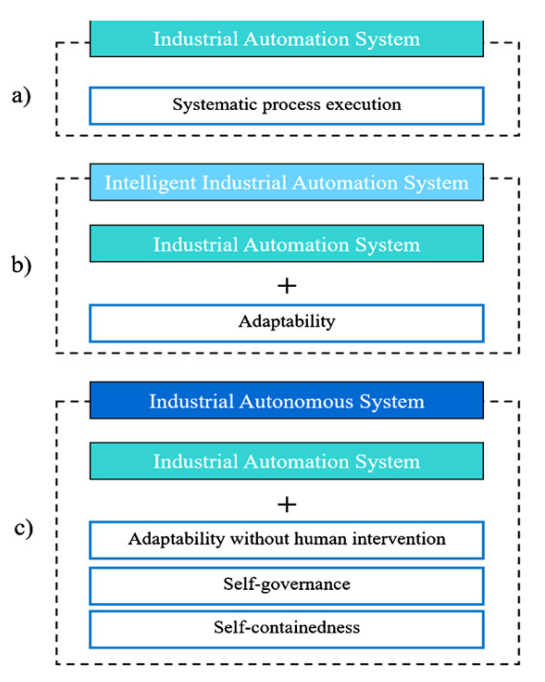 Industrial Automation System
a)
Systematic process execution
Intelligent Industrial Automation System
b)
Industrial Automation System
+
Adaptability
Industrial Autonomous System
Industrial Automation System
+
c)
Adaptability without human intervention
Self-governance
Self-containedness